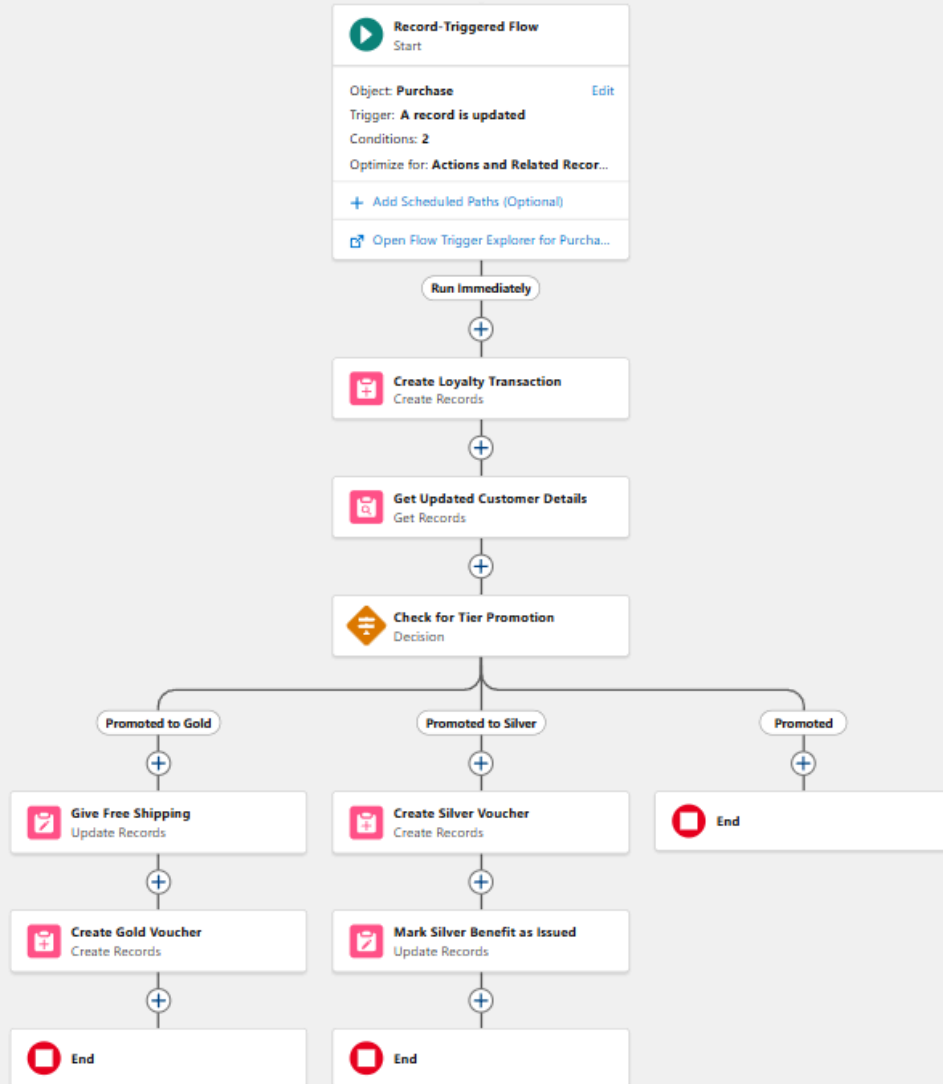 Record-Triggered Flow
Start
Object: Purchase
Edit
Trigger: A record is updated
Conditions: 2
Optimize for: Actions and Related Recor...
Add Scheduled Paths (Optional)
Open Flow Trigger Explorer for Purcha...
Run Immediately
Create Loyalty Transaction
Create Records
Get Updated Customer Details
Get Records
Check for Tier Promotion
Decision
Promoted to Gold
Promoted to Silver
Promoted
Give Free Shipping
Update Records
Create Silver Voucher
Create Records
End
Create Gold Voucher
Create Records
Mark Silver Benefit as Issued
Update Records
End
End